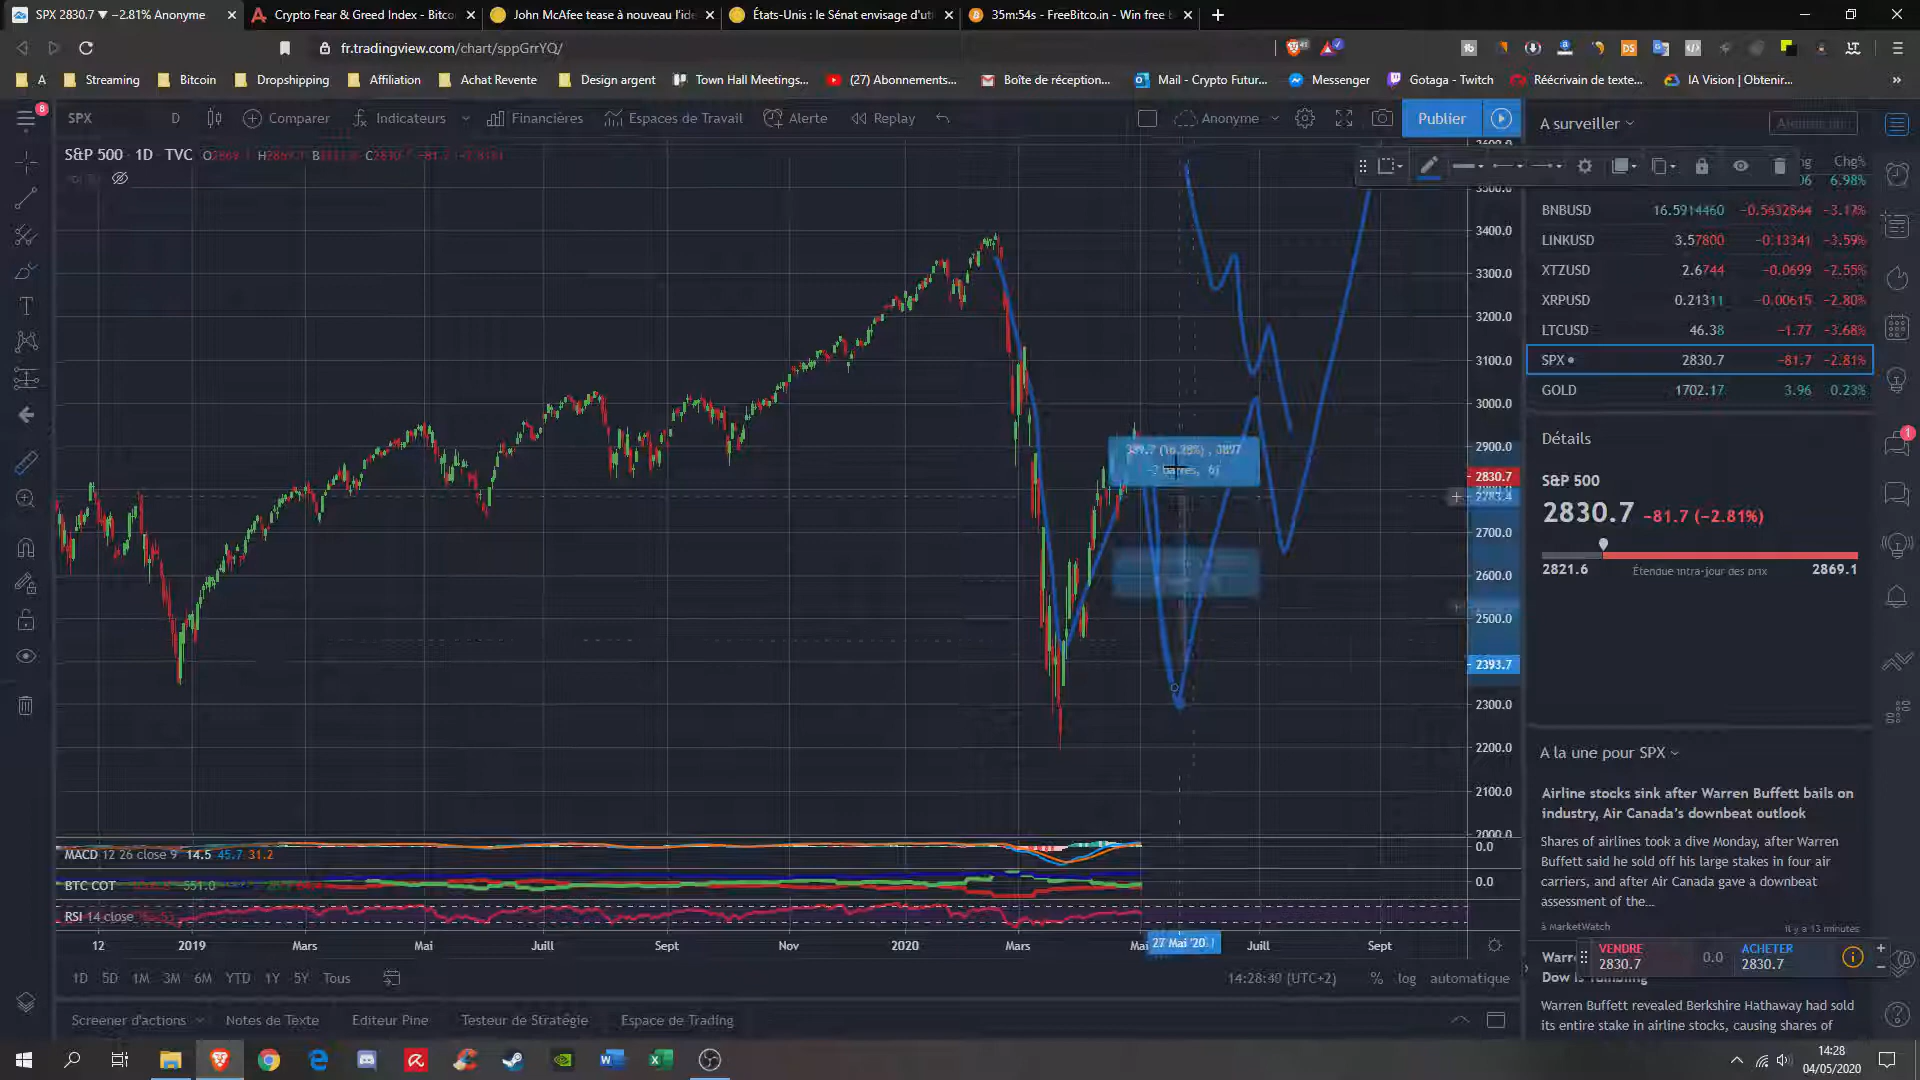 SPX 2830.7 ▼ −2.81% Anonyme
Crypto Fear & Greed Index - Bitco
John McAfee tease à nouveau l'id
États-Unis : le Sénat envisage d'ut
35m:54s - FreeBitco.in - Win free b
fr.tradingview.com/chart/sppGrrYQ/
A
Streaming
Bitcoin
Dropshipping
Affiliation
Achat Revente
Design argent
Town Hall Meetings...
(27) Abonnements...
Boîte de réception...
Mail - Crypto Futur...
Messenger
Gotaga - Twitch
Réécrivain de texte...
IA Vision | Obtenir...
8
SPX
D
Comparer
Indicateurs
Financières
Espaces de Travail
Alerte
Replay
Anonyme
Publier
A surveiller
S&P 500 · 1D · TVC
Chg%
06 6.98%
BNBUSD 16.5914460 −0.5432844 −3.17%
LINKUSD 3.57800 −0.13341 −3.59%
XTZUSD 2.6744 −0.0699 −2.55%
XRPUSD 0.21311 −0.00615 −2.80%
LTCUSD 46.38 −1.77 −3.68%
SPX 2830.7 −81.7 −2.81%
GOLD 1702.17 3.96 0.23%
3500.0
3400.0
3300.0
3200.0
3100.0
3000.0
2900.0
2830.7
2783.4
2700.0
2600.0
2500.0
2393.7
2300.0
2200.0
2100.0
2000.0
Détails
S&P 500
2830.7 −81.7 (−2.81%)
2821.6 Étendue intra-jour des prix 2869.1
A la une pour SPX
Airline stocks sink after Warren Buffett bails on
industry, Air Canada's downbeat outlook
Shares of airlines took a dive Monday, after Warren
Buffett said he sold off his large stakes in four air
carriers, and after Air Canada gave a downbeat
assessment of the...
à MarketWatch il y a 13 minutes
VENDRE
2830.7
0.0
ACHETER
2830.7
Warren Buffett revealed Berkshire Hathaway had sold
its entire stake in airline stocks, causing shares of
MACD 12 26 close 9 14.5 45.7 31.2
0.0
BTC COT
0.0
RSI 14 close
12 2019 Mars Mai Juill Sept Nov 2020 Mars Mai 27 Mai '20 Juill Sept
1D 5D 1M 3M 6M YTD 1Y 5Y Tous
14:28:40 (UTC+2) % log automatique
Screener d'actions
Notes de Texte
Editeur Pine
Testeur de Stratégie
Espace de Trading
14:28
04/05/2020